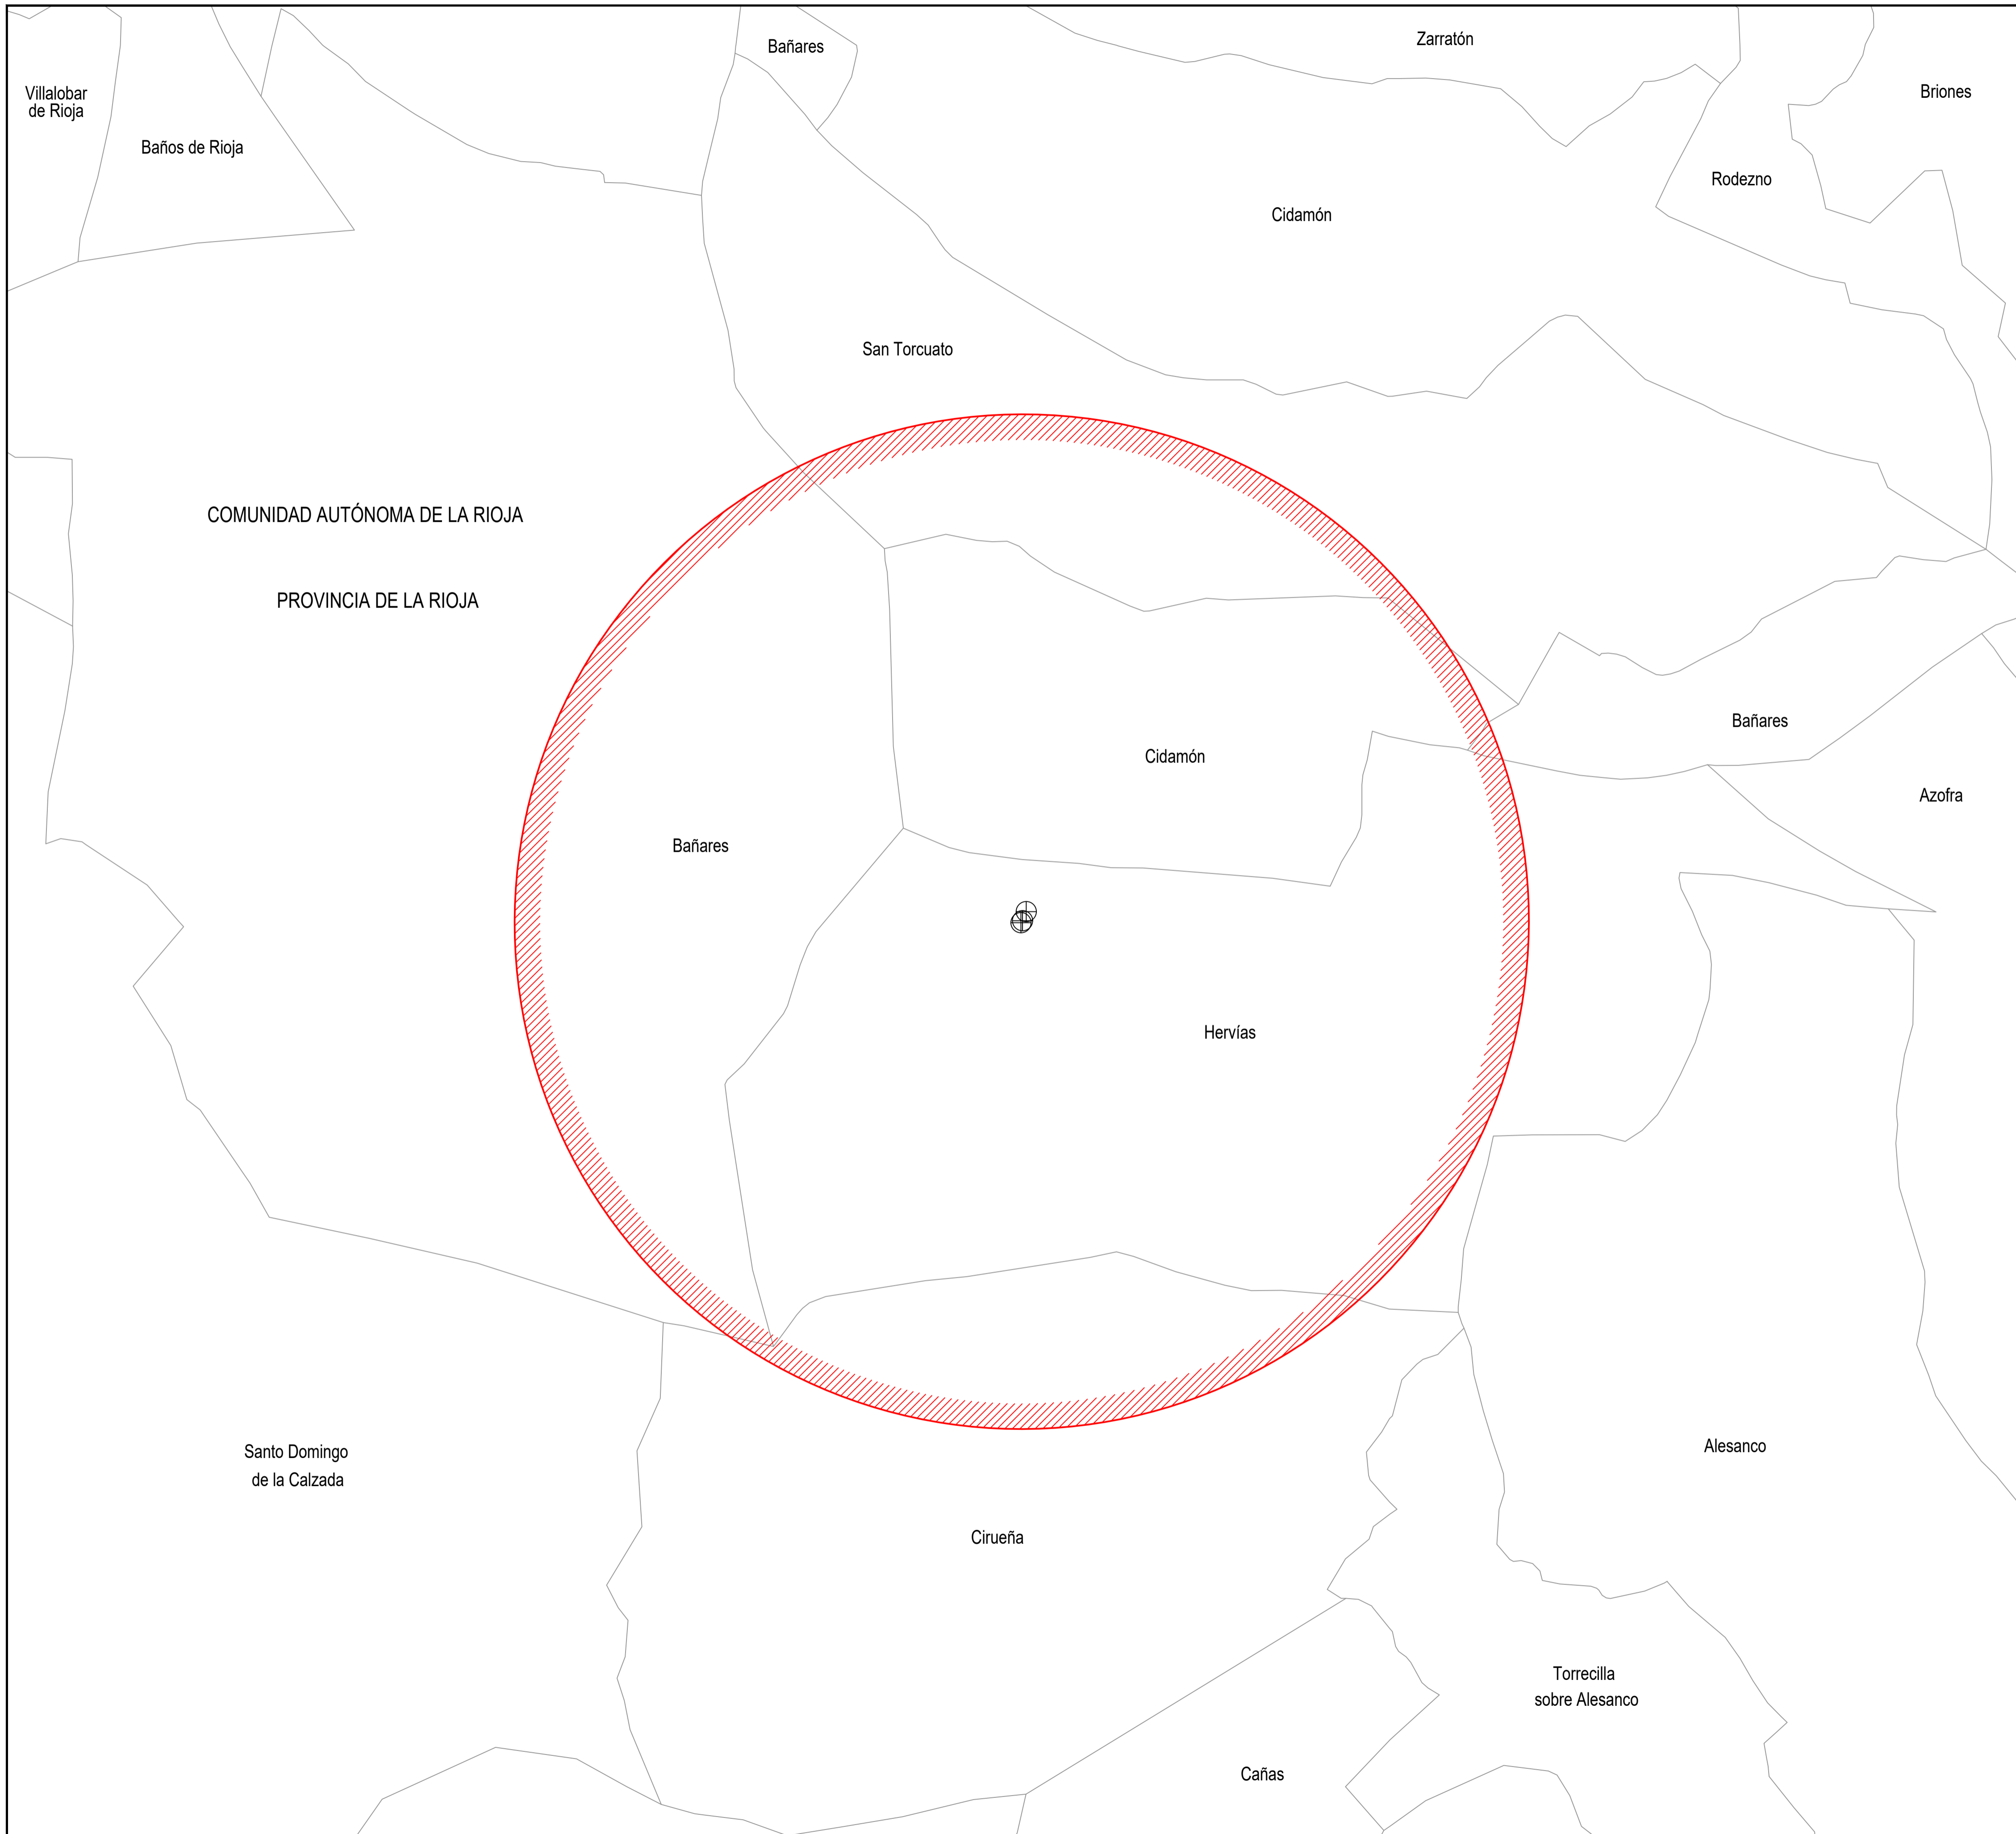 Bañares
Zarratón
Villalobar
de Rioja
Briones
Baños de Rioja
Rodezno
Cidamón
San Torcuato
COMUNIDAD AUTÓNOMA DE LA RIOJA
PROVINCIA DE LA RIOJA
Bañares
Cidamón
Azofra
Bañares
Hervías
Santo Domingo
de la Calzada
Alesanco
Cirueña
Torrecilla
sobre Alesanco
Cañas